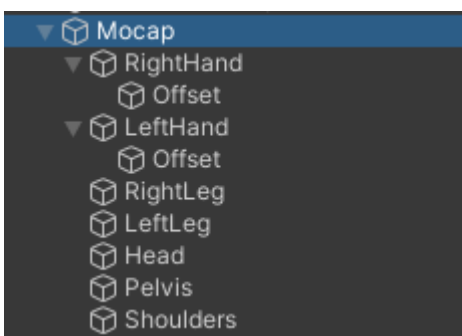 Mocap
RightHand
Offset
LeftHand
Offset
RightLeg
LeftLeg
Head
Pelvis
Shoulders